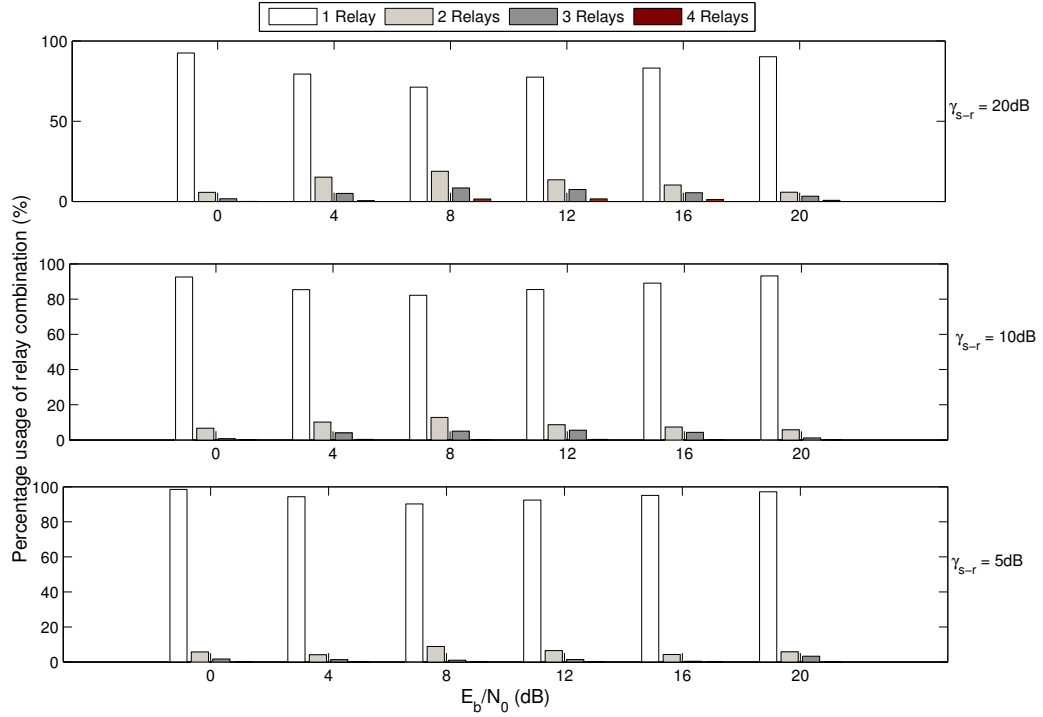 1 Relay 2 Relays 3 Relays 4 Relays
Percentage usage of relay combination (%)
100
50
0
0 4 8 12 16 20
γs−r = 20dB
100
80
60
40
20
0
0 4 8 12 16 20
γs−r = 10dB
100
80
60
40
20
0
0 4 8 12 16 20
γs−r = 5dB
Eb/N0 (dB)